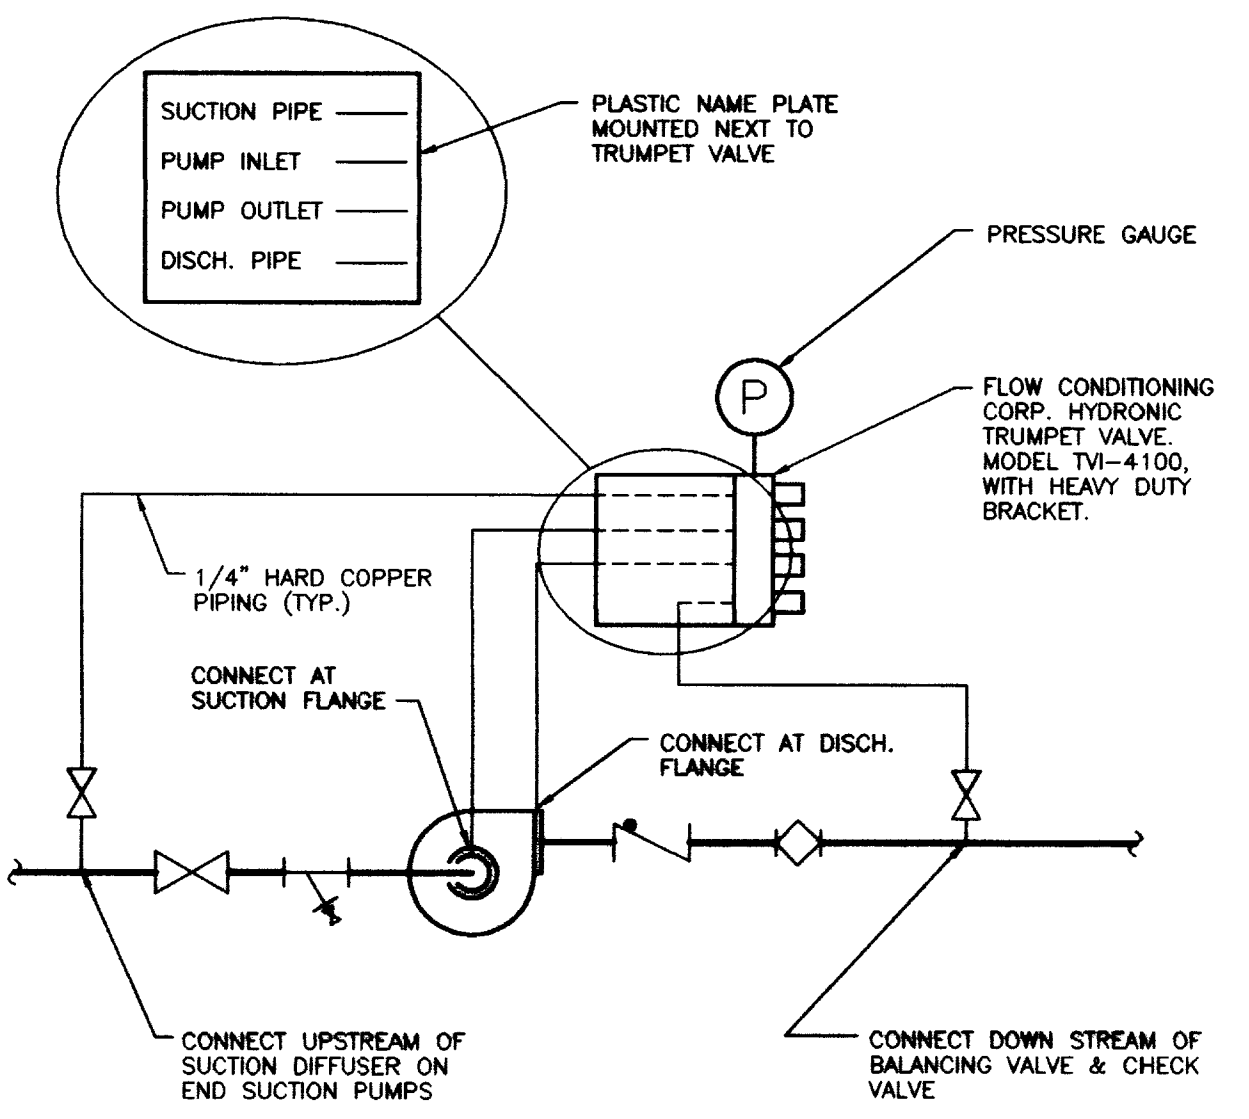 SUCTION PIPE
PUMP INLET
PUMP OUTLET
DISCH. PIPE
PLASTIC NAME PLATE
MOUNTED NEXT TO
TRUMPET VALVE
PRESSURE GAUGE
P
FLOW CONDITIONING
CORP. HYDRONIC
TRUMPET VALVE.
MODEL TVI-4100,
WITH HEAVY DUTY
BRACKET.
1/4" HARD COPPER
PIPING (TYP.)
CONNECT AT
SUCTION FLANGE
CONNECT AT DISCH.
FLANGE
CONNECT UPSTREAM OF
SUCTION DIFFUSER ON
END SUCTION PUMPS
CONNECT DOWN STREAM OF
BALANCING VALVE & CHECK
VALVE